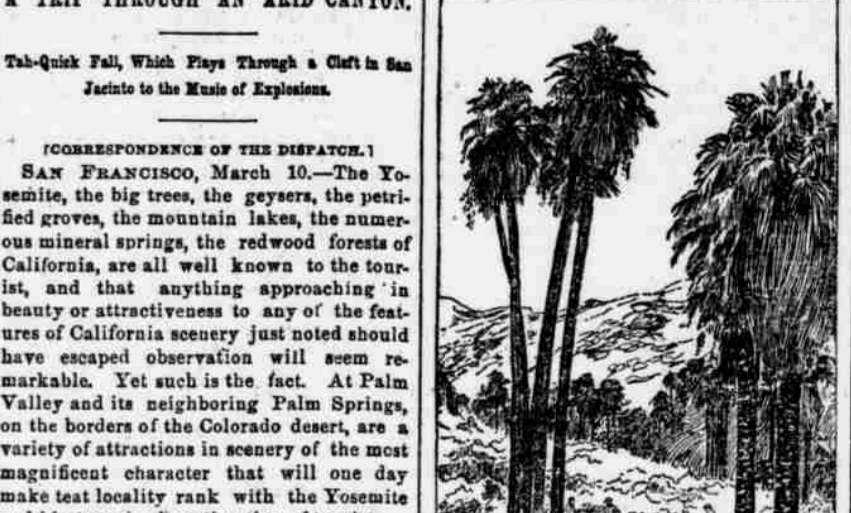 A TRIP THROUGH AN ARID CANYON.
Tah-Quick Fall, Which Plays Through a Cleft in San
Jacinto to the Music of Explosions.
[CORRESPONDENCE OF THE DISPATCH.]
SAN FRANCISCO, March 10.—The Yo-
semite, the big trees, the geysers, the petri-
fied groves, the mountain lakes, the numer-
ous mineral springs, the redwood forests of
California, are all well known to the tour-
ist, and that anything approaching in
beauty or attractiveness to any of the feat-
ures of California scenery just noted should
have escaped observation will seem re-
markable. Yet such is the fact. At Palm
Valley and its neighboring Palm Springs,
on the borders of the Colorado desert, are a
variety of attractions in scenery of the most
magnificent character that will one day
make teat locality rank with the Yosemite